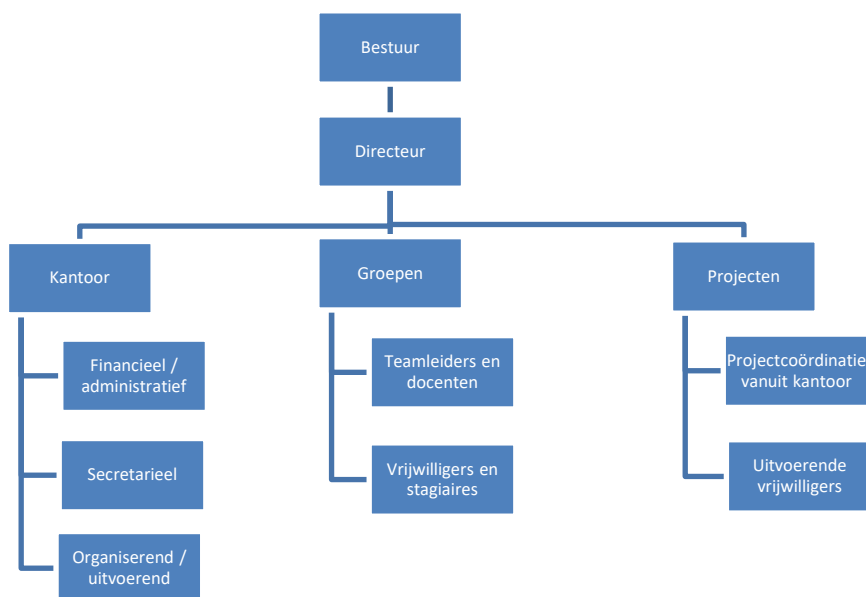 Bestuur
Directeur
Kantoor
Groepen
Projecten
Financieel /
administratief
Teamleiders en
docenten
Projectcoördinatie
vanuit kantoor
Secretarieel
Vrijwilligers en
stagiaires
Uitvoerende
vrijwilligers
Organiserend /
uitvoerend